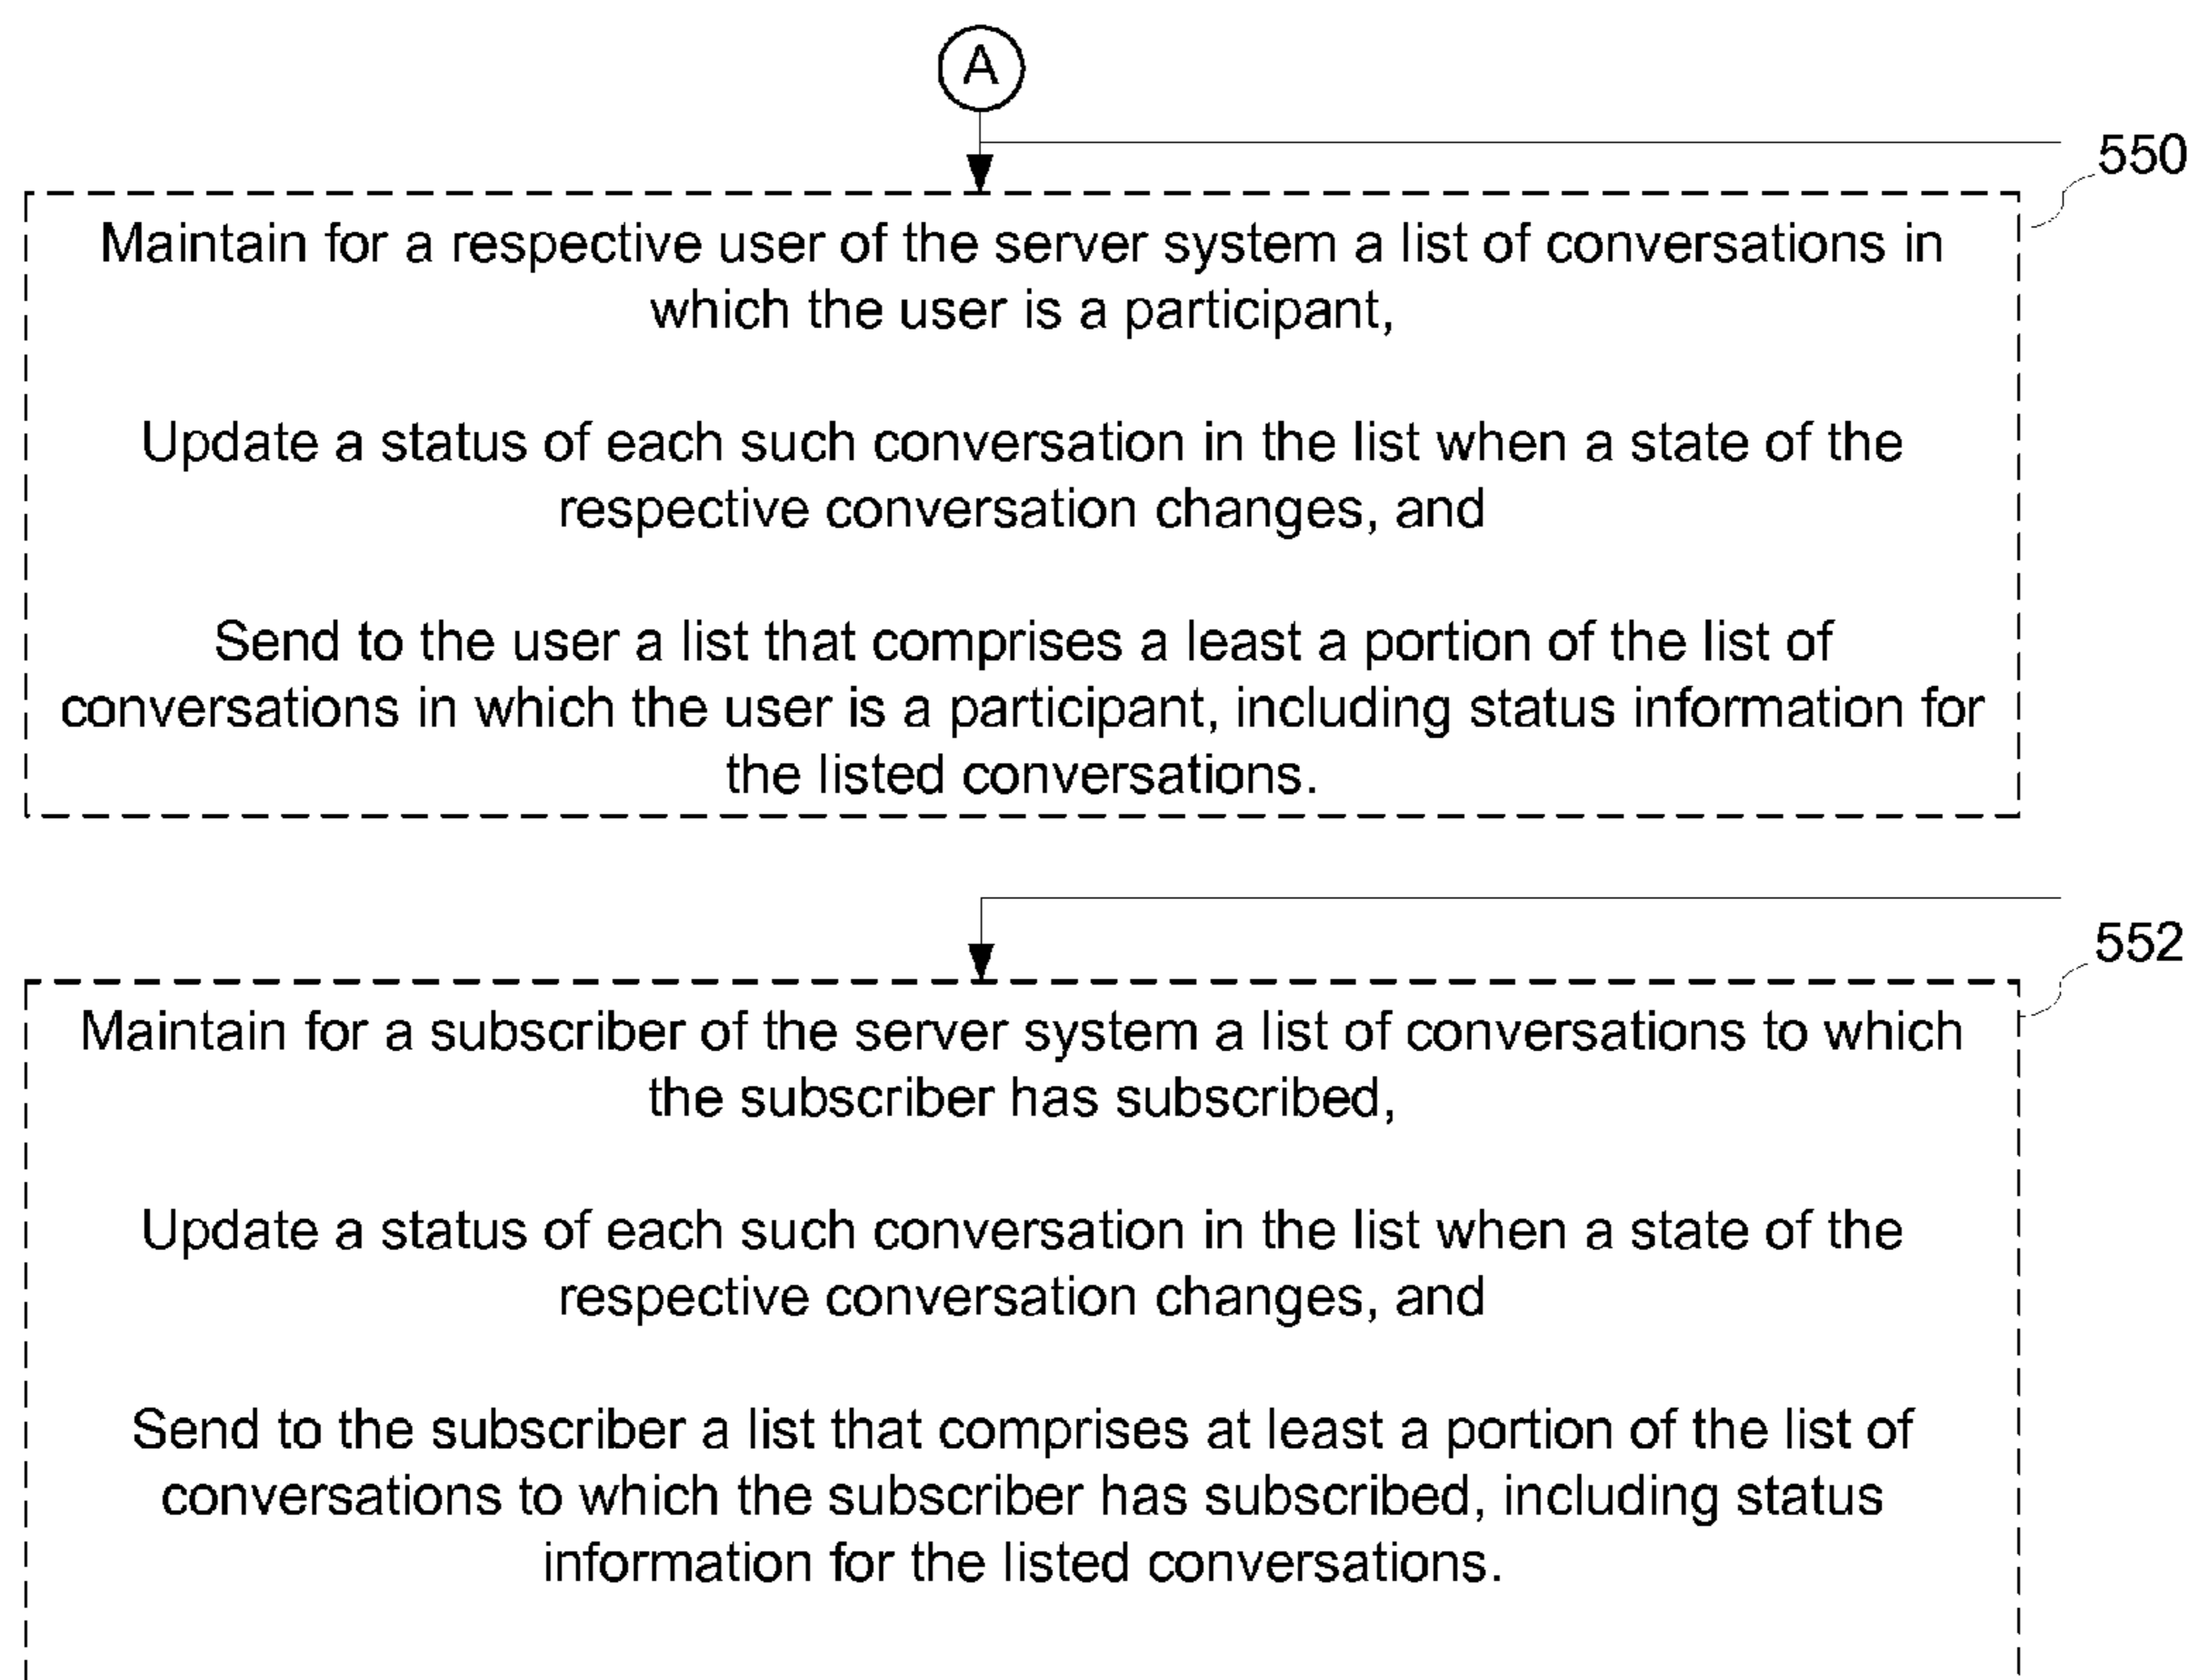 A
550
Maintain for a respective user of the server system a list of conversations in
which the user is a participant,
Update a status of each such conversation in the list when a state of the
respective conversation changes, and
Send to the user a list that comprises a least a portion of the list of
conversations in which the user is a participant, including status information for
the listed conversations.
552
Maintain for a subscriber of the server system a list of conversations to which
the subscriber has subscribed,
Update a status of each such conversation in the list when a state of the
respective conversation changes, and
Send to the subscriber a list that comprises at least a portion of the list of
conversations to which the subscriber has subscribed, including status
information for the listed conversations.